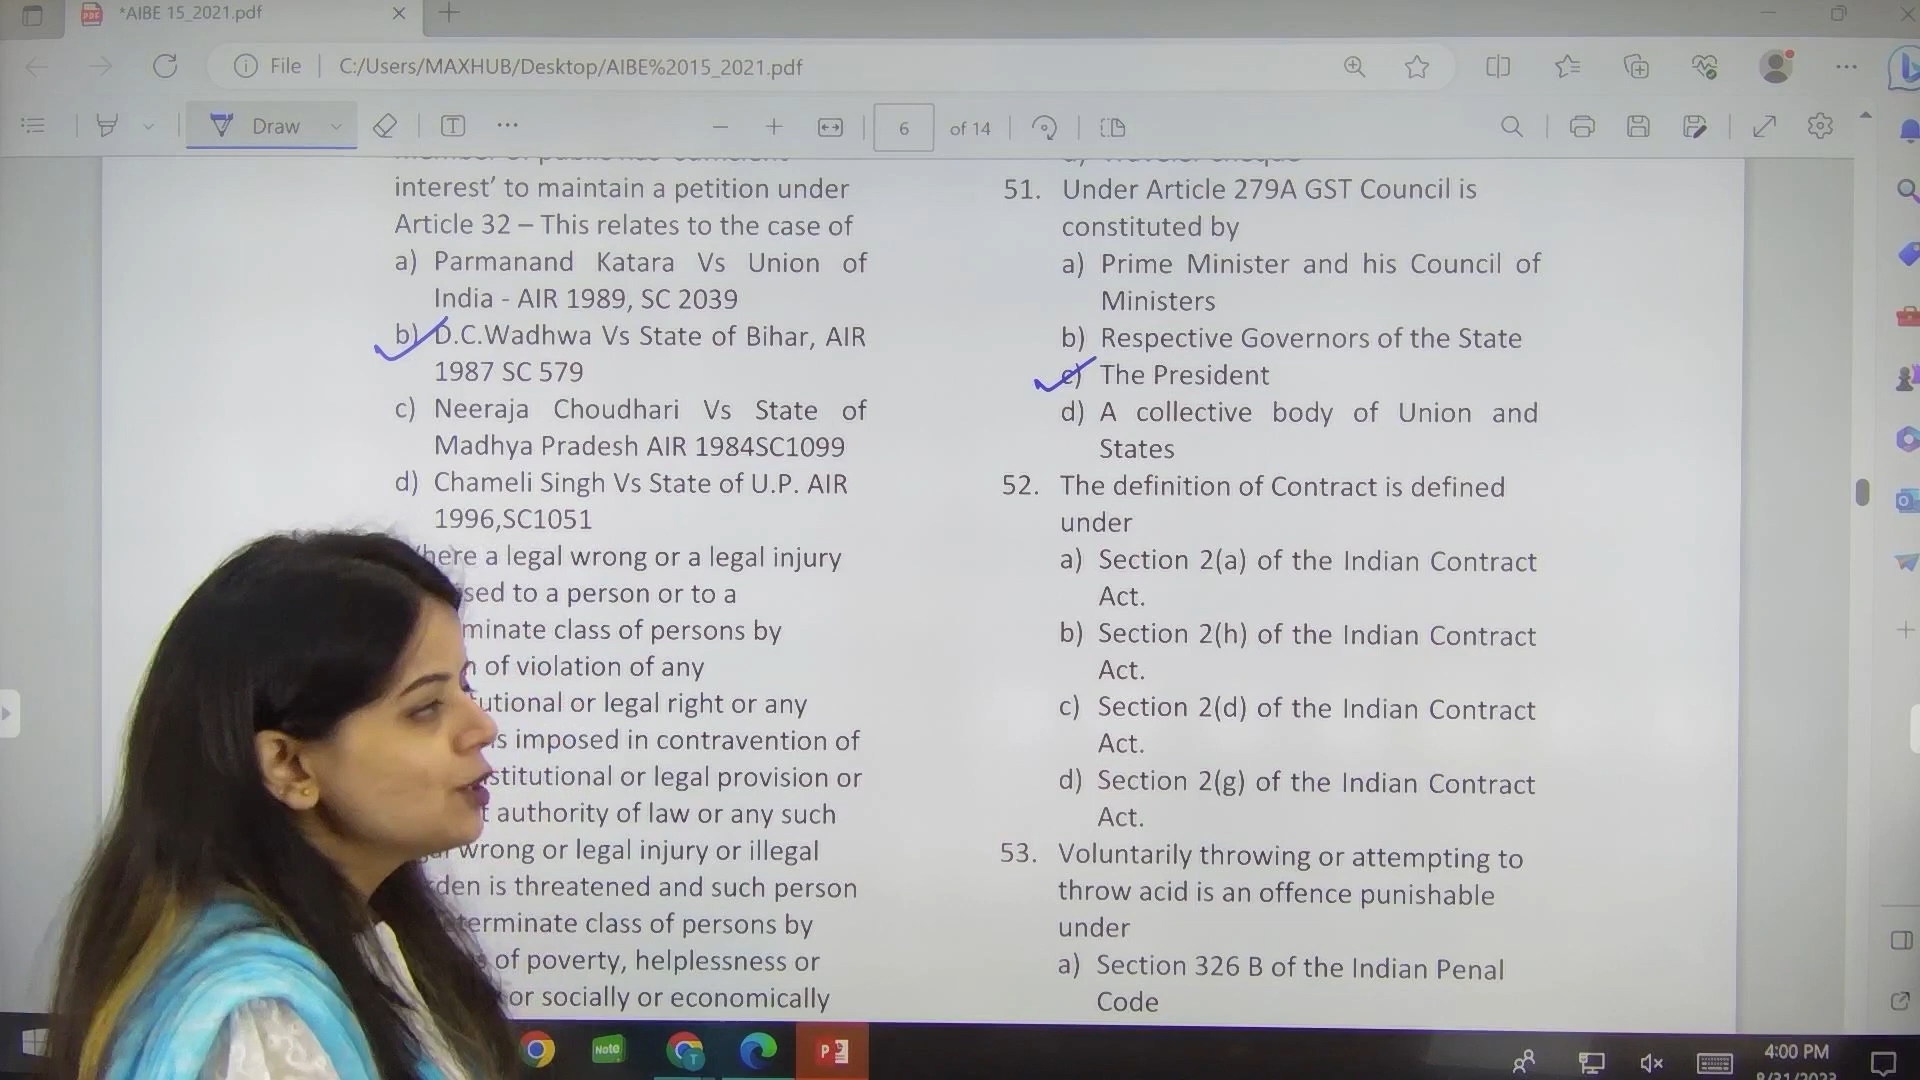 *AIBE 15_2021.pdf
File
C:/Users/MAXHUB/Desktop/AIBE%2015_2021.pdf
Draw
6 of 14
interest' to maintain a petition under
Article 32 – This relates to the case of
a) Parmanand Katara Vs Union of
India - AIR 1989, SC 2039
b) D.C.Wadhwa Vs State of Bihar, AIR
1987 SC 579
c) Neeraja Choudhari Vs State of
Madhya Pradesh AIR 1984SC1099
d) Chameli Singh Vs State of U.P. AIR
1996,SC1051
a legal wrong or a legal injury
to a person or to a
class of persons by
of violation of any
or legal right or any
imposed in contravention of
or legal provision or
authority of law or any such
wrong or legal injury or illegal
is threatened and such person
class of persons by
of poverty, helplessness or
or socially or economically
51. Under Article 279A GST Council is
constituted by
a) Prime Minister and his Council of
Ministers
b) Respective Governors of the State
c) The President
d) A collective body of Union and
States
52. The definition of Contract is defined
under
a) Section 2(a) of the Indian Contract
Act.
b) Section 2(h) of the Indian Contract
Act.
c) Section 2(d) of the Indian Contract
Act.
d) Section 2(g) of the Indian Contract
Act.
53. Voluntarily throwing or attempting to
throw acid is an offence punishable
under
a) Section 326 B of the Indian Penal
Code
Note
4:00 PM